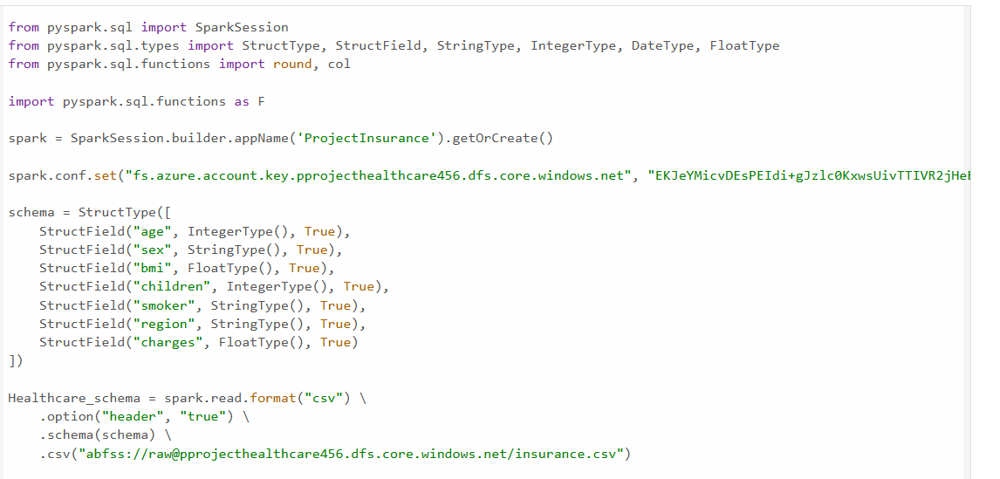 from pyspark.sql import SparkSession
from pyspark.sql.types import StructType, StructField, StringType, IntegerType, DateType, FloatType
from pyspark.sql.functions import round, col
import pyspark.sql.functions as F
spark = SparkSession.builder.appName('ProjectInsurance').getOrCreate()
spark.conf.set("fs.azure.account.key.pprojecthealthcare456.dfs.core.windows.net",
schema = StructType([
    StructField("age", IntegerType(), True),
    StructField("sex", StringType(), True),
    StructField("bmi", FloatType(), True),
    StructField("children", IntegerType(), True),
    StructField("smoker", StringType(), True),
    StructField("region", StringType(), True),
    StructField("charges", FloatType(), True)
])
Healthcare_schema = spark.read.format("csv") \
    .option("header", "true") \
    .schema(schema) \
    .csv("abfss://raw@pprojecthealthcare456.dfs.core.windows.net/insurance.csv")